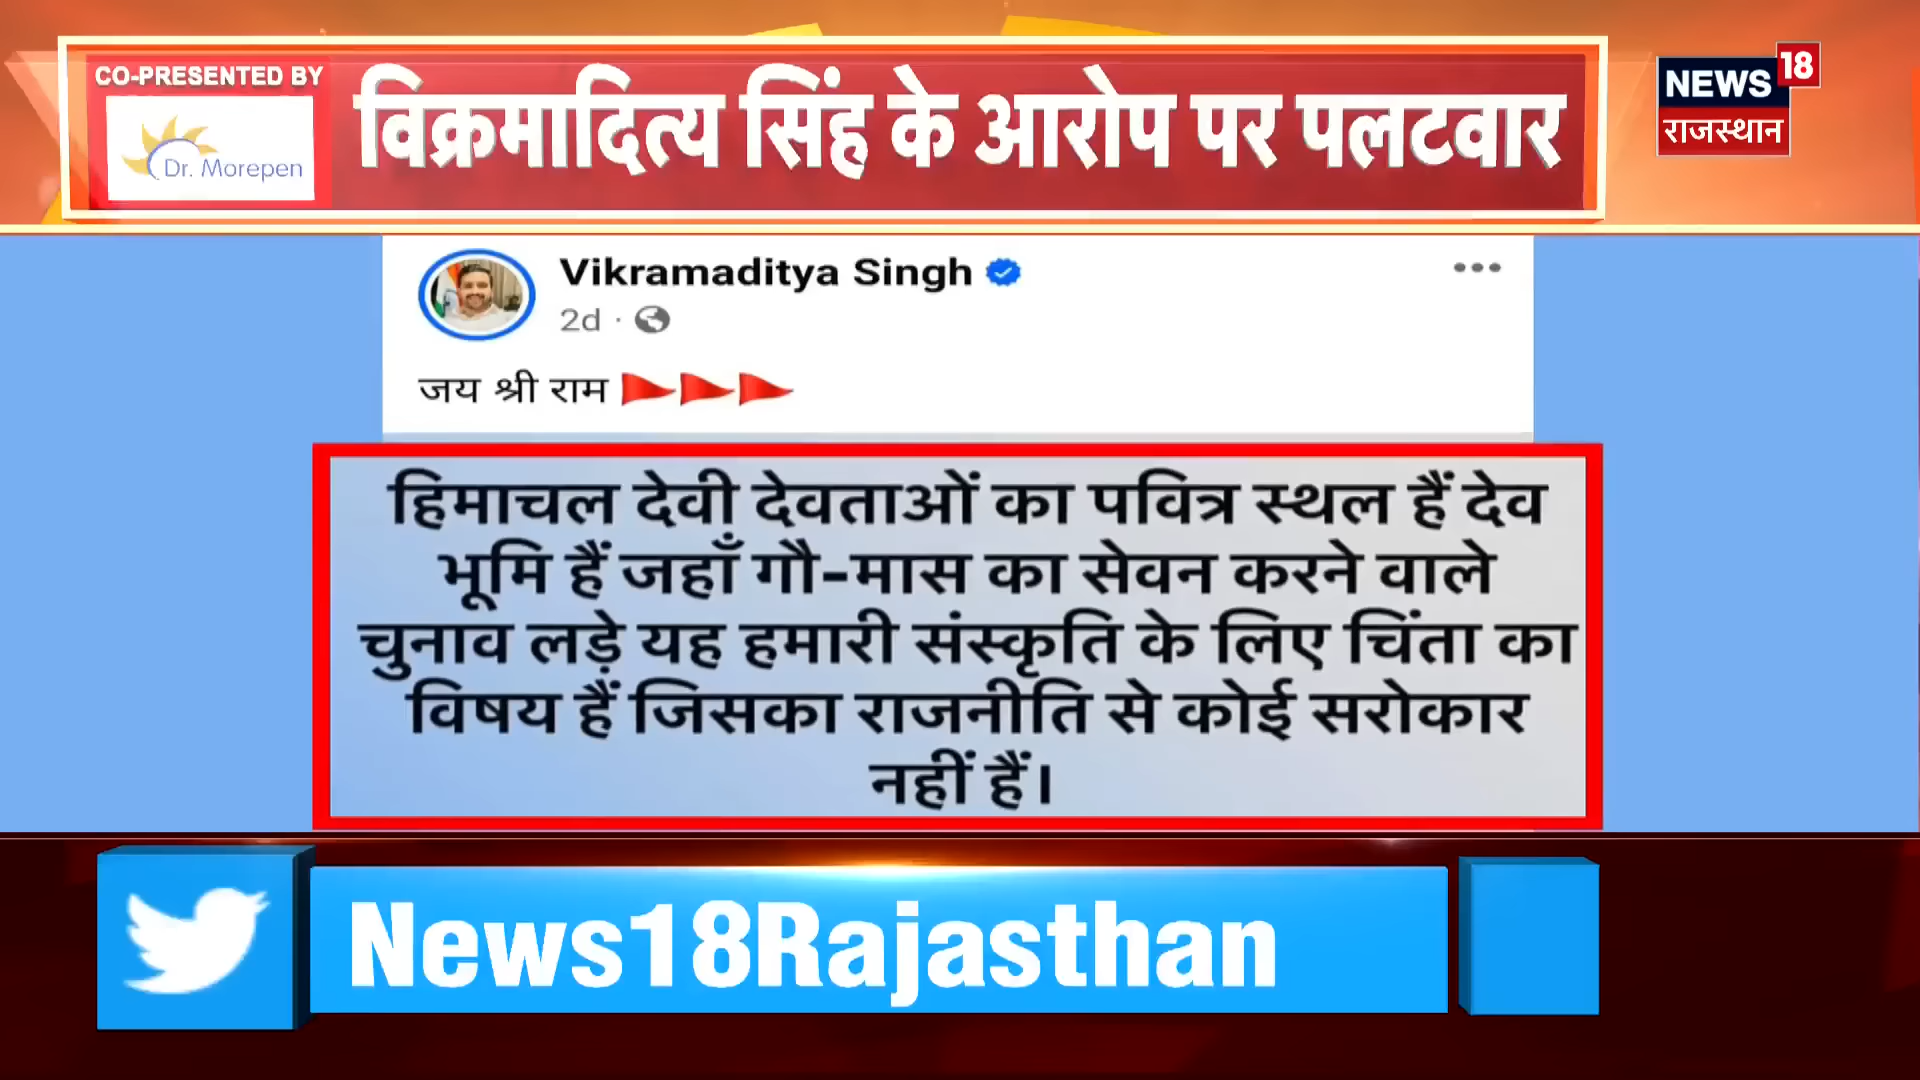 CO-PRESENTED BY
Dr. Morepen
विक्रमादित्य सिंह के आरोप पर पलटवार
NEWS 18
राजस्थान
Vikramaditya Singh
2d ·
जय श्री राम 🚩🚩🚩
हिमाचल देवी देवताओं का पवित्र स्थल हैं देव
भूमि हैं जहाँ गौ-मास का सेवन करने वाले
चुनाव लड़े यह हमारी संस्कृति के लिए चिंता का
विषय हैं जिसका राजनीति से कोई सरोकार
नहीं हैं।
News18Rajasthan